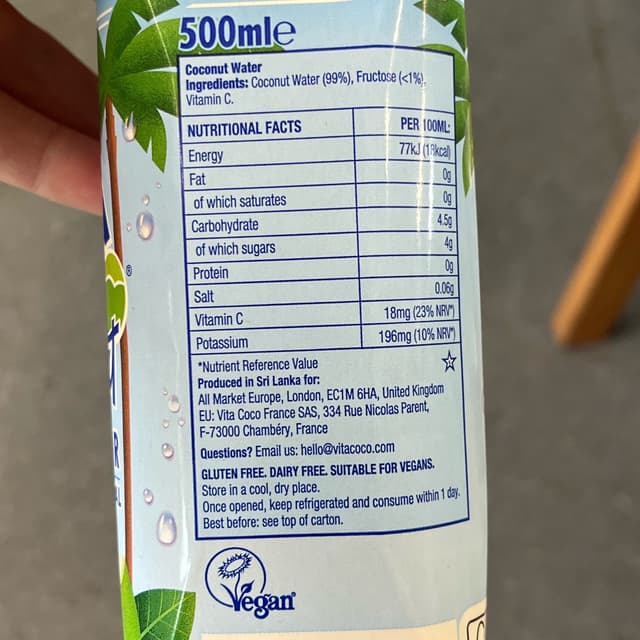 500ml℮
Coconut Water
Ingredients: Coconut Water (99%), Fructose (<1%),
Vitamin C.
NUTRITIONAL FACTS PER 100ML:
Energy 77kJ (18kcal)
Fat 0g
of which saturates 0g
Carbohydrate 4.5g
of which sugars 4g
Protein 0g
Salt 0.06g
Vitamin C 18mg (23% NRV*)
Potassium 196mg (10% NRV*)
*Nutrient Reference Value
Produced in Sri Lanka for:
All Market Europe, London, EC1M 6HA, United Kingdom
EU: Vita Coco France SAS, 334 Rue Nicolas Parent,
F-73000 Chambéry, France
Questions? Email us: hello@vitacoco.com
GLUTEN FREE. DAIRY FREE. SUITABLE FOR VEGANS.
Store in a cool, dry place.
Once opened, keep refrigerated and consume within 1 day.
Best before: see top of carton.
Vegan